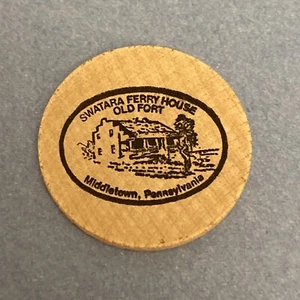 SWATARA FERRY HOUSE
OLD FORT
Middletown, Pennsylvania